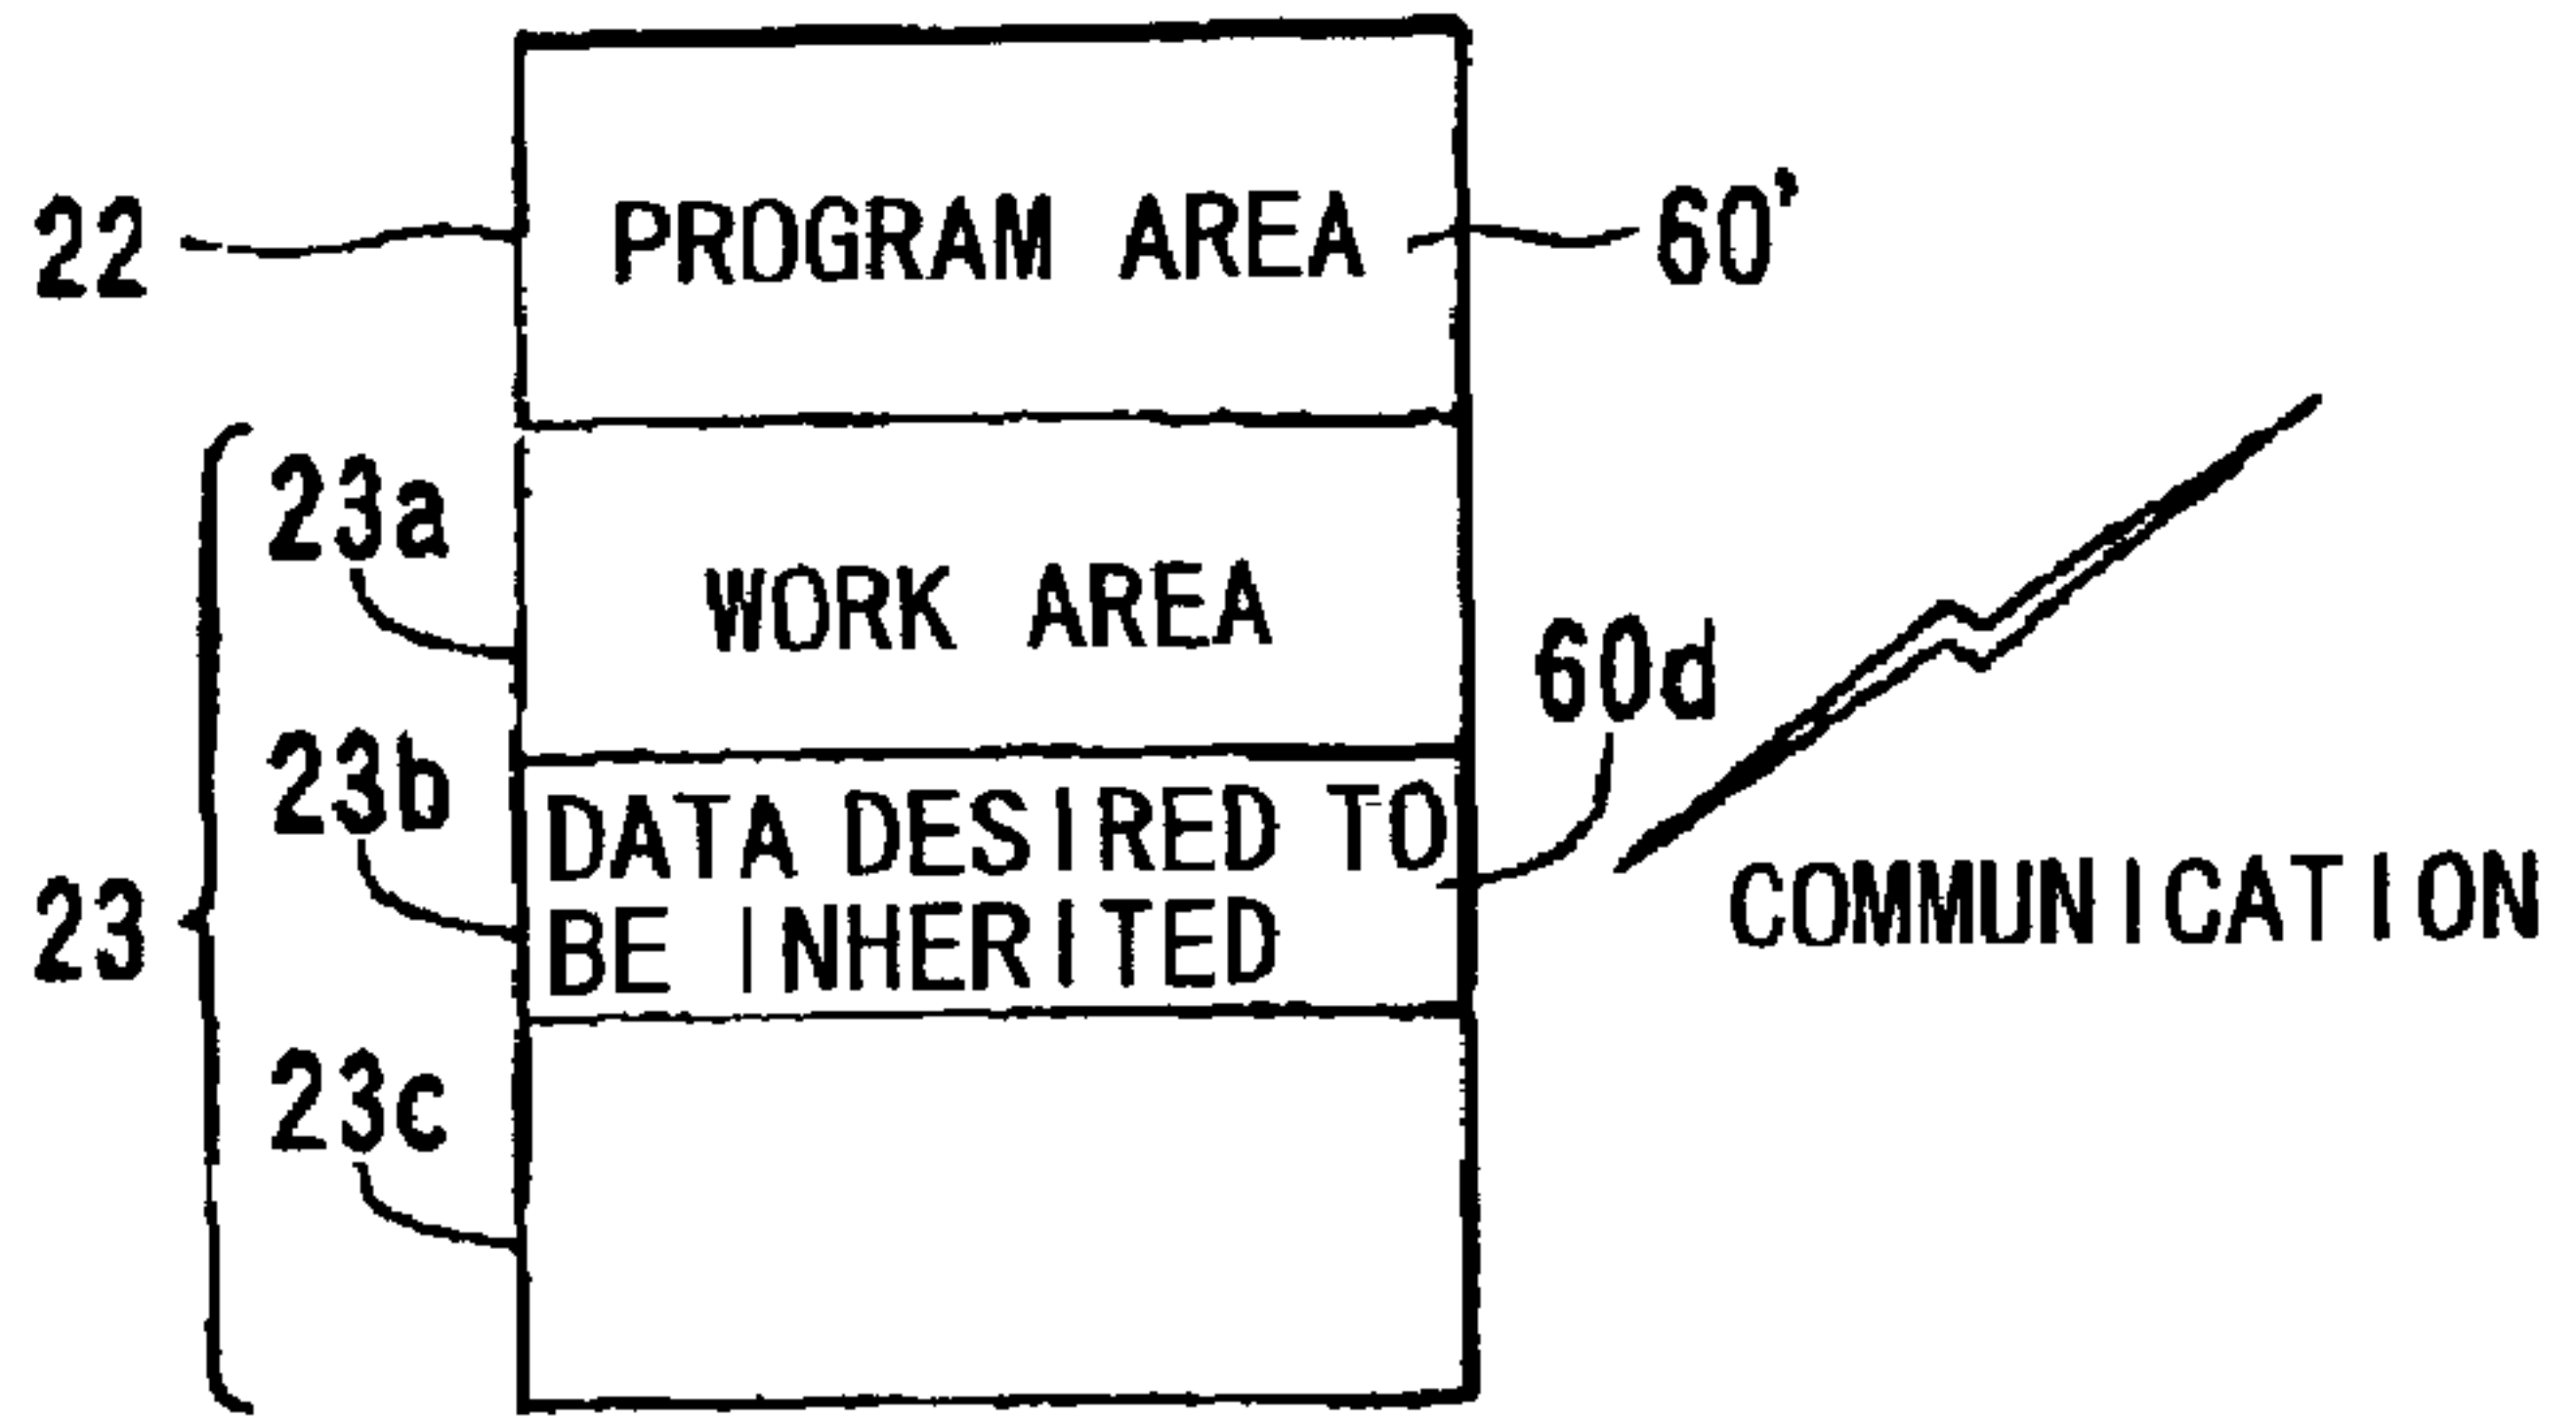 22
PROGRAM AREA
60'
23
23a
WORK AREA
23b
60d
DATA DESIRED TO
BE INHERITED
COMMUNICATION
23c